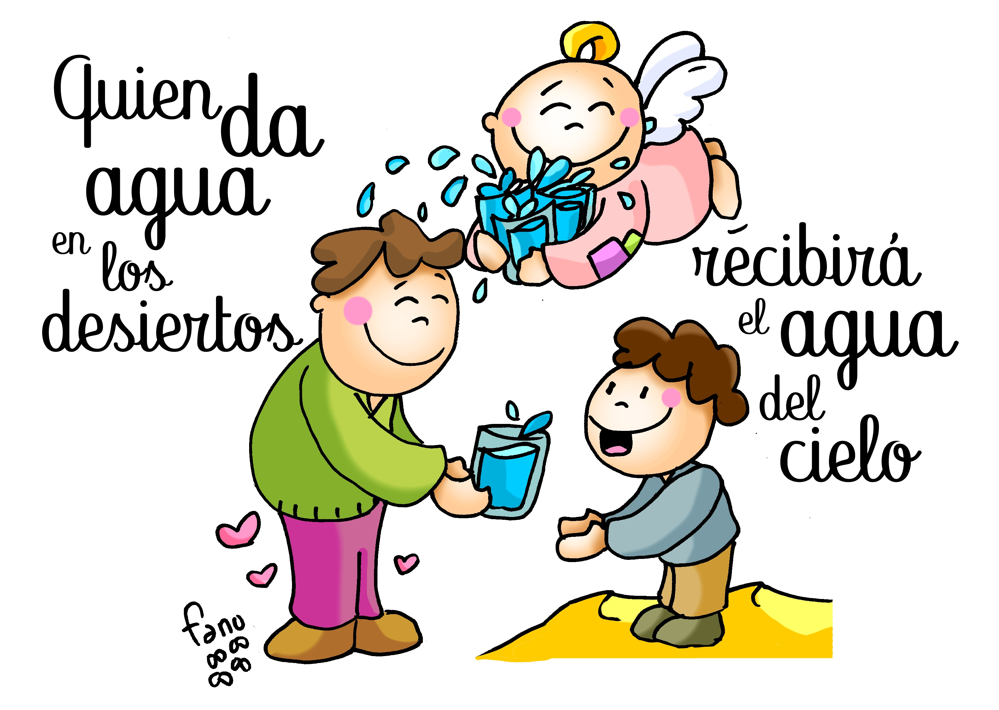 Quien da
agua
en los
desiertos
recibirá
el agua
del
cielo
fano